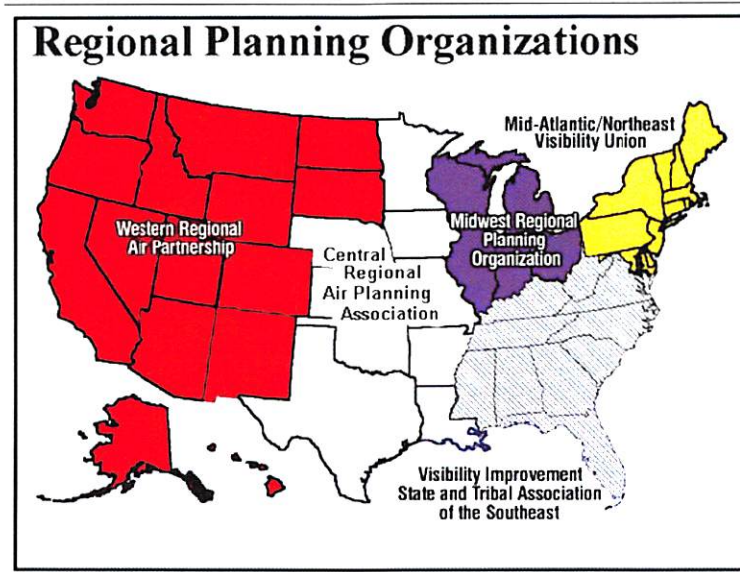 Regional Planning Organizations
Mid-Atlantic/Northeast
Visibility Union
Western Regional
Air Partnership
Midwest Regional
Planning
Organization
Central
Regional
Air Planning
Association
Visibility Improvement
State and Tribal Association
of the Southeast